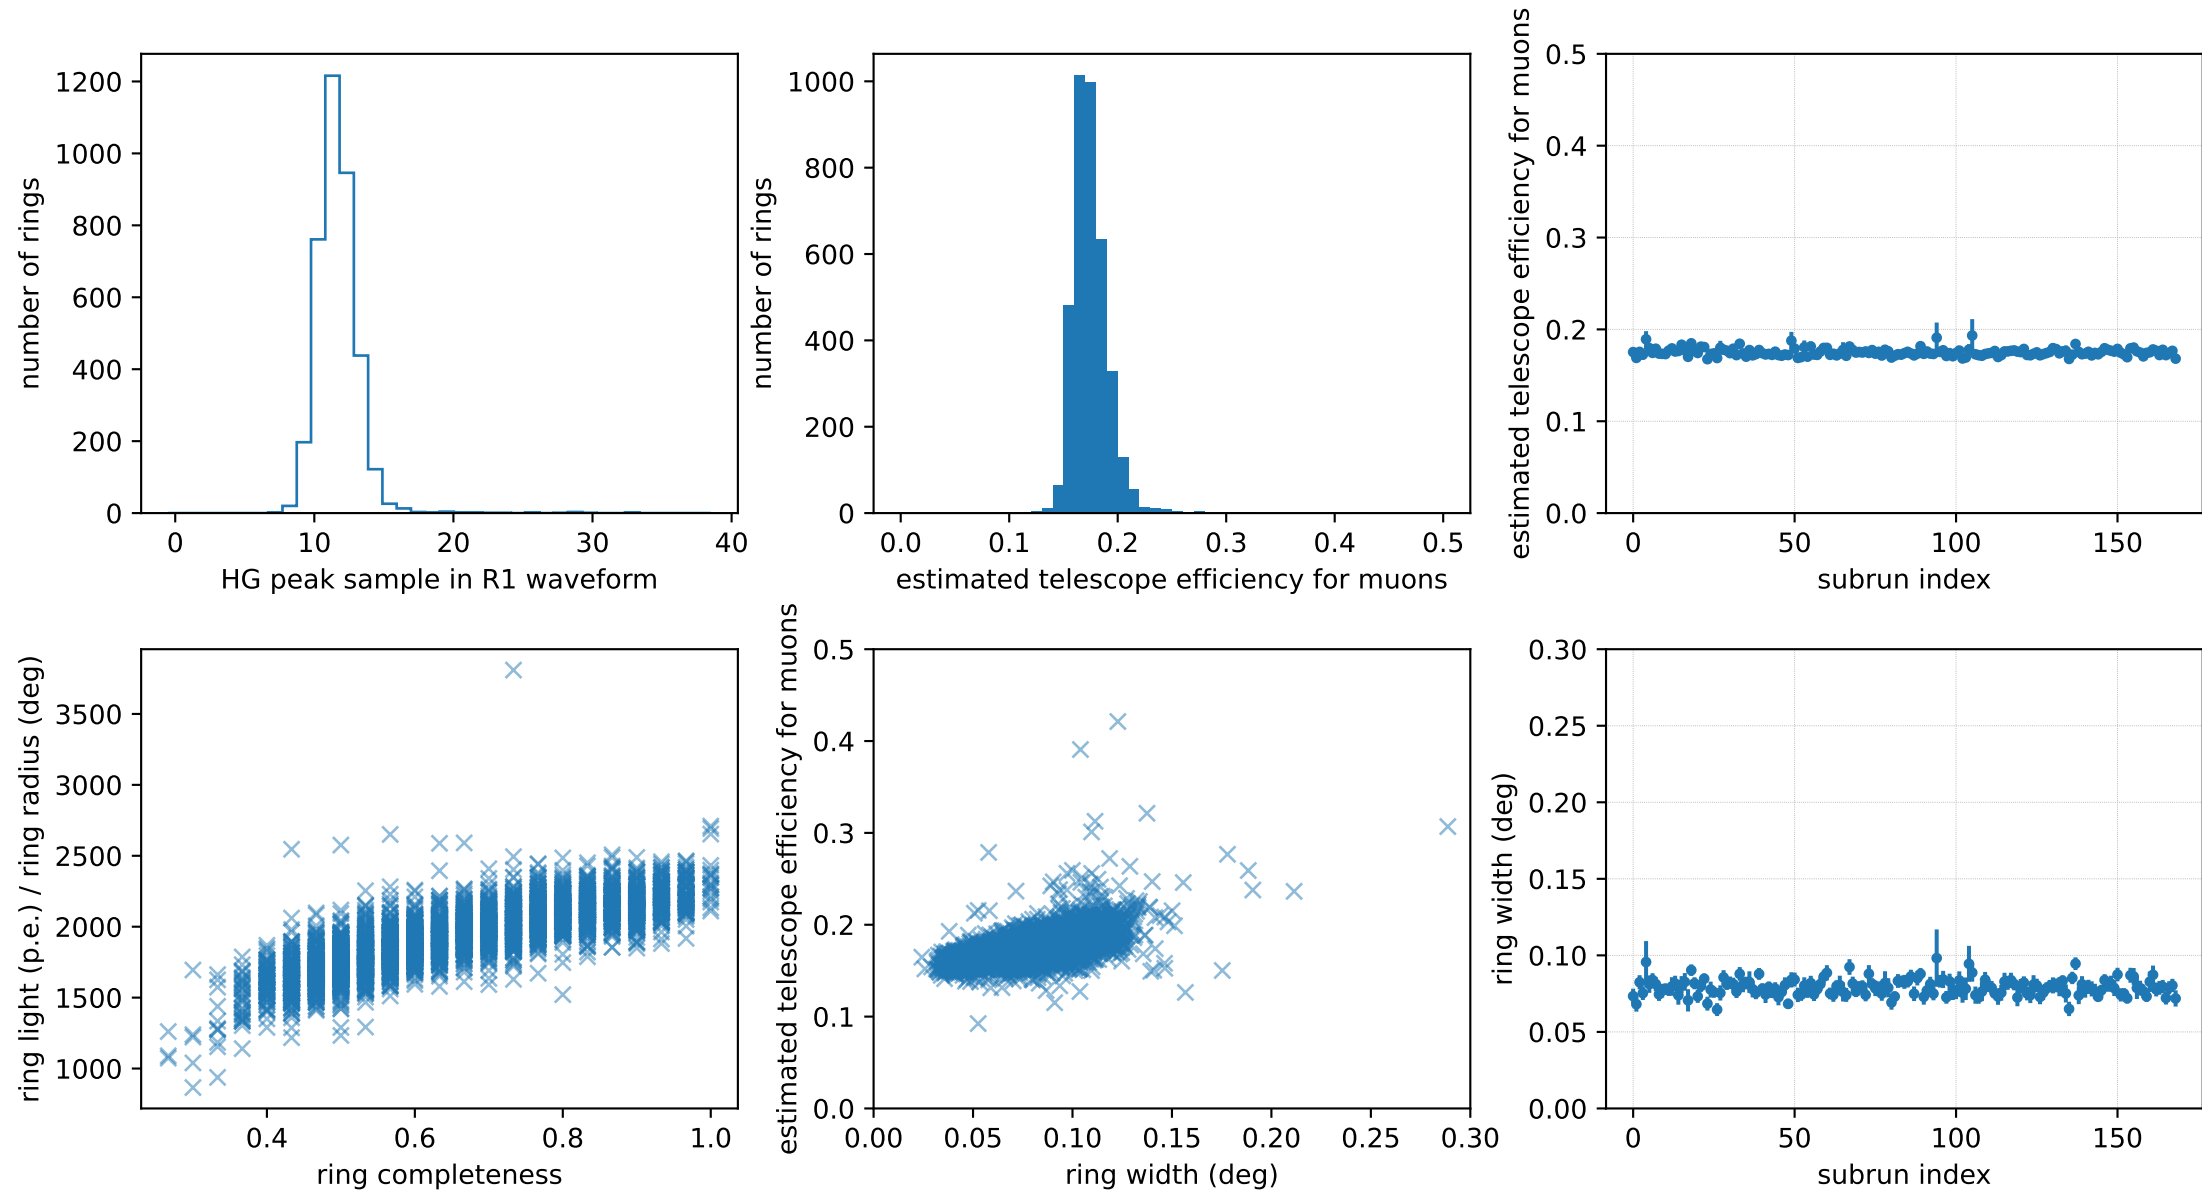 number of rings
1200
1000
800
600
400
200
0
0 10 20 30 40
HG peak sample in R1 waveform
number of rings
1000
800
600
400
200
0
0.0 0.1 0.2 0.3 0.4 0.5
estimated telescope efficiency for muons
estimated telescope efficiency for muons
0.5
0.4
0.3
0.2
0.1
0.0
0 50 100 150
subrun index
ring light (p.e.) / ring radius (deg)
3500
3000
2500
2000
1500
1000
0.4 0.6 0.8 1.0
ring completeness
estimated telescope efficiency for muons
0.5
0.4
0.3
0.2
0.1
0.0
0.00 0.05 0.10 0.15 0.20 0.25 0.30
ring width (deg)
ring width (deg)
0.30
0.25
0.20
0.15
0.10
0.05
0.00
0 50 100 150
subrun index